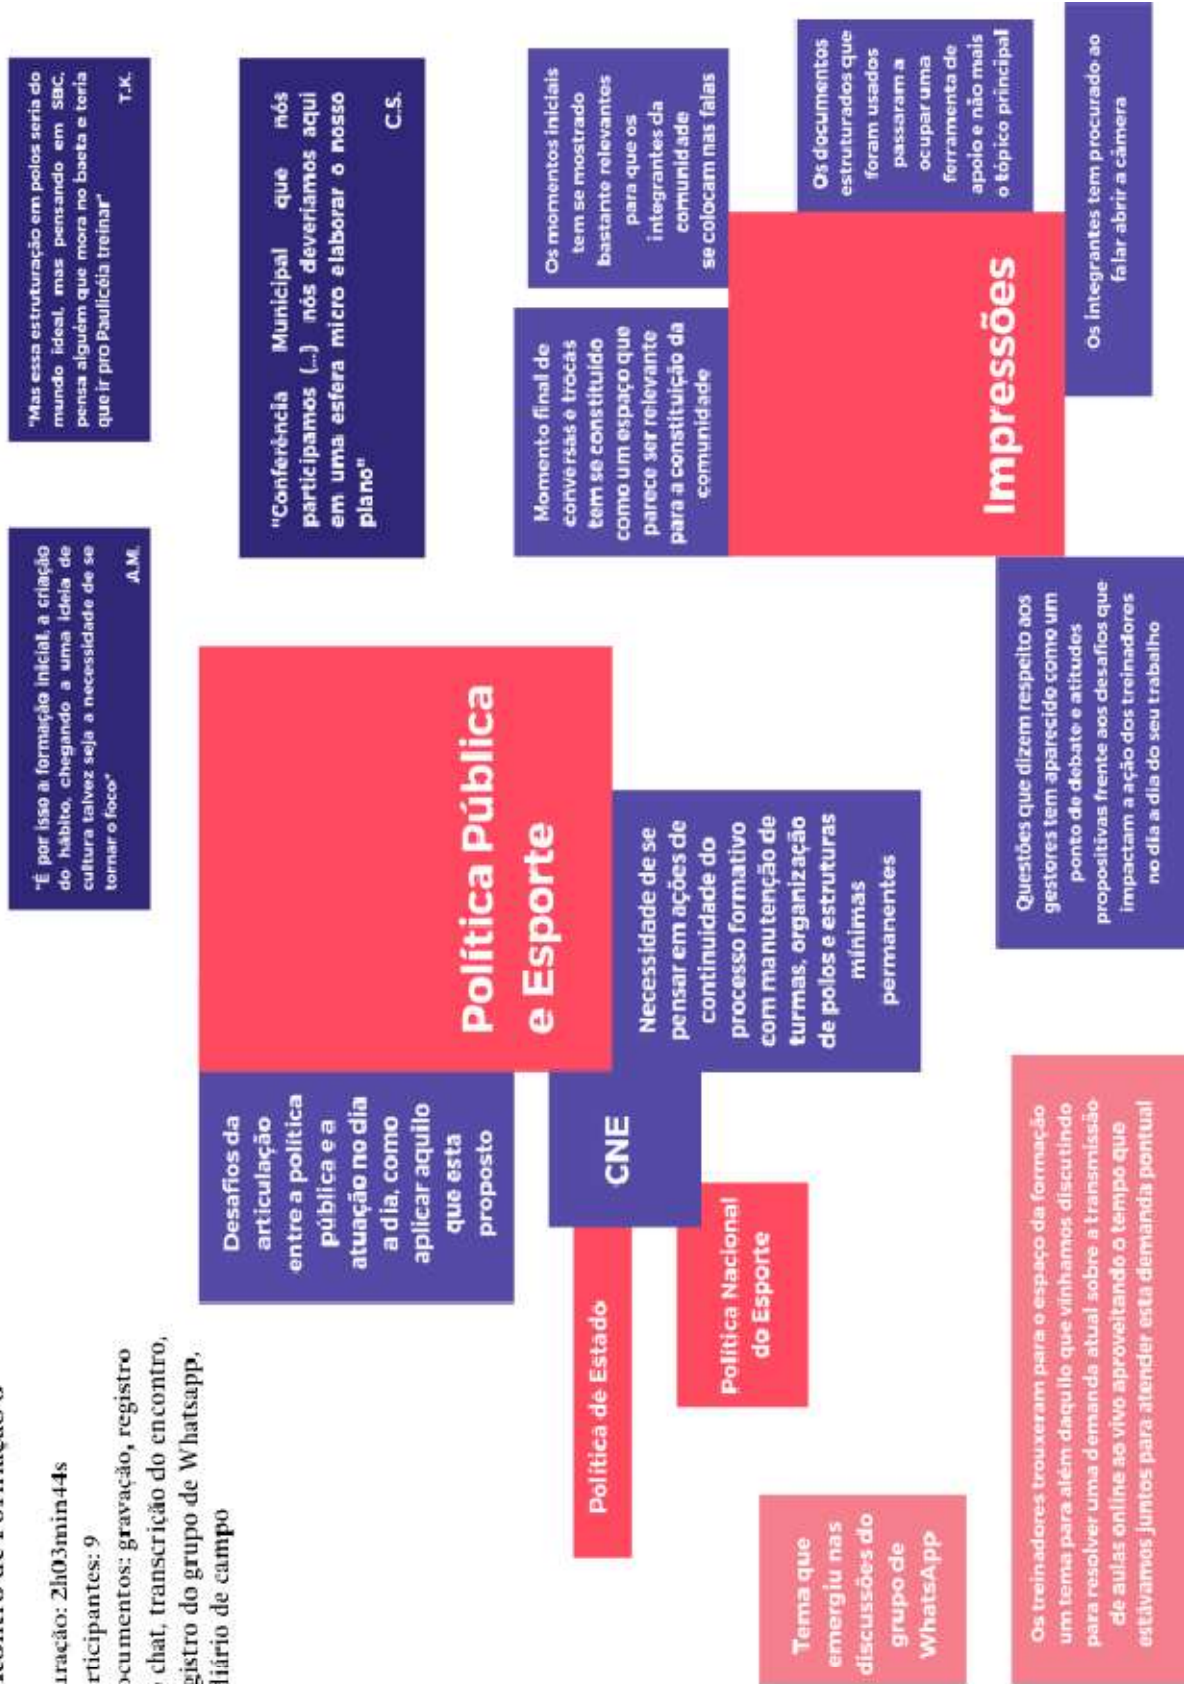 uração: 2h03min44s
rticipantes: 9
ocumentos: gravação, registro
chat, transcrição do encontro,
gistro do grupo de Whatsapp,
diário de campo
"É por isso a formação inicial, a criação
do hábito, chegando a uma ideia de
cultura talvez seja a necessidade de se
tornar o foco"
A.M.
"Mas essa estruturação em polos seria do
mundo ideal, mas pensando em SBC,
pensa alguém que mora no baeta e teria
que ir pro Paulicéia treinar"
T.K.
"Conferência Municipal que nós
participamos (...) nós deveríamos aqui
em uma esfera micro elaborar o nosso
plano"
C.S.
Desafios da
articulação
entre a política
pública e a
atuação no dia
a dia, como
aplicar aquilo
que esta
proposto
Política Pública
e Esporte
CNE
Necessidade de se
pensar em ações de
continuidade do
processo formativo
com manutenção de
turmas, organização
de polos e estruturas
mínimas
permanentes
Política de Estado
Política Nacional
do Esporte
Momento final de
conversas e trocas
tem se constituído
como um espaço que
parece ser relevante
para a constituição da
comunidade
Os momentos iniciais
tem se mostrado
bastante relevantes
para que os
integrantes da
comunidade
se colocam nas falas
Impressões
Os documentos
estruturados que
foram usados
passaram a
ocupar uma
ferramenta de
apoio e não mais
o tópico principal
Os integrantes tem procurado ao
falar abrir a câmera
Questões que dizem respeito aos
gestores tem aparecido como um
ponto de debate e atitudes
propositivas frente aos desafios que
impactam a ação dos treinadores
no dia a dia do seu trabalho
Tema que
emergiu nas
discussões do
grupo de
WhatsApp
Os treinadores trouxeram para o espaço da formação
um tema para além daquilo que vínhamos discutindo
para resolver uma demanda atual sobre a transmissão
de aulas online ao vivo aproveitando o tempo que
estávamos juntos para atender esta demanda pontual